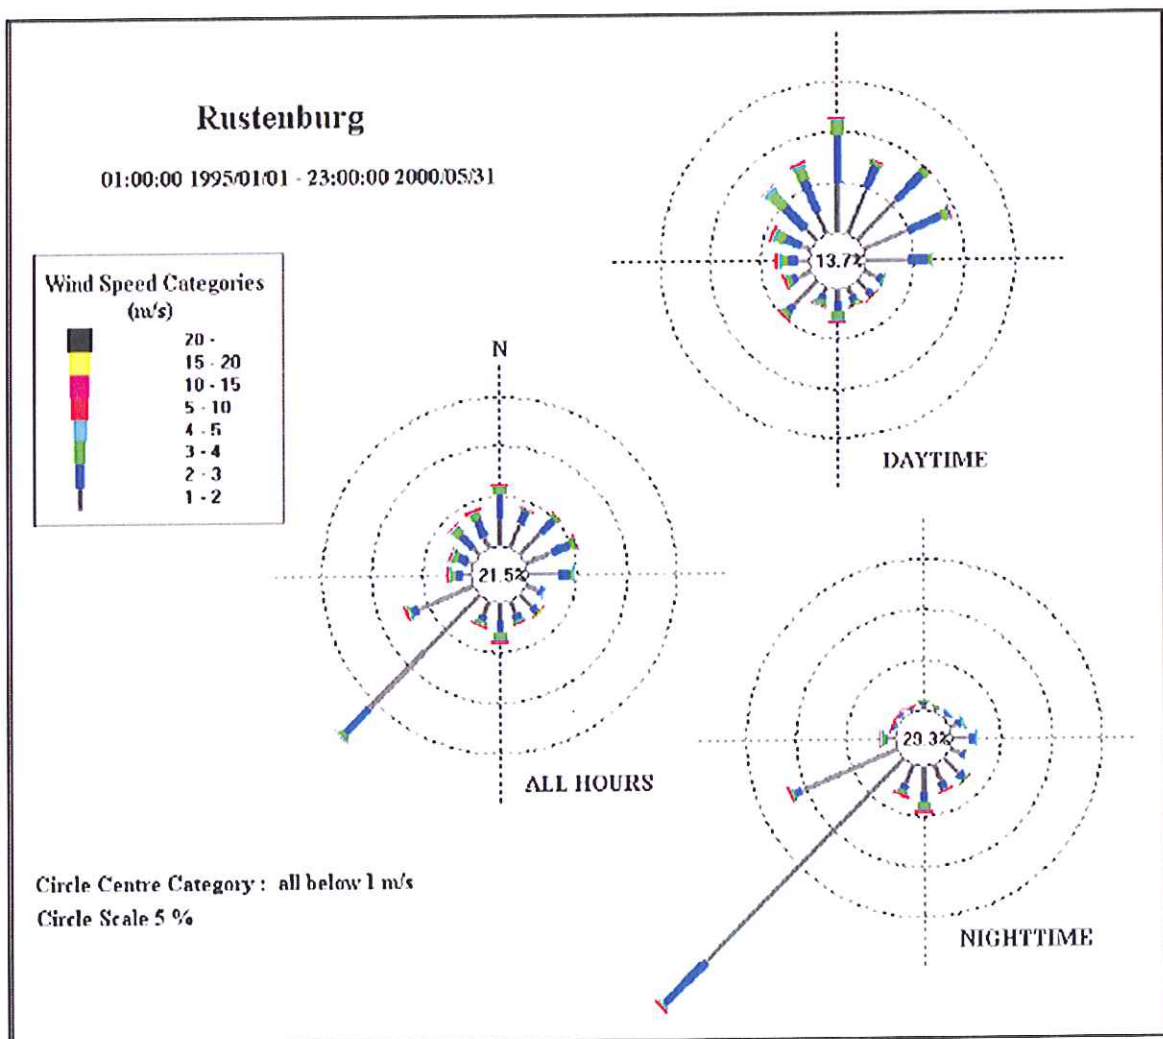 Rustenburg
01:00:00 1995/01/01 - 23:00:00 2000/05/31
Wind Speed Categories
(m/s)
20 -
15 - 20
10 - 15
5 - 10
4 - 5
3 - 4
2 - 3
1 - 2
13.7%
DAYTIME
N
21.5%
ALL HOURS
29.3%
NIGHTTIME
Circle Centre Category : all below 1 m/s
Circle Scale 5 %